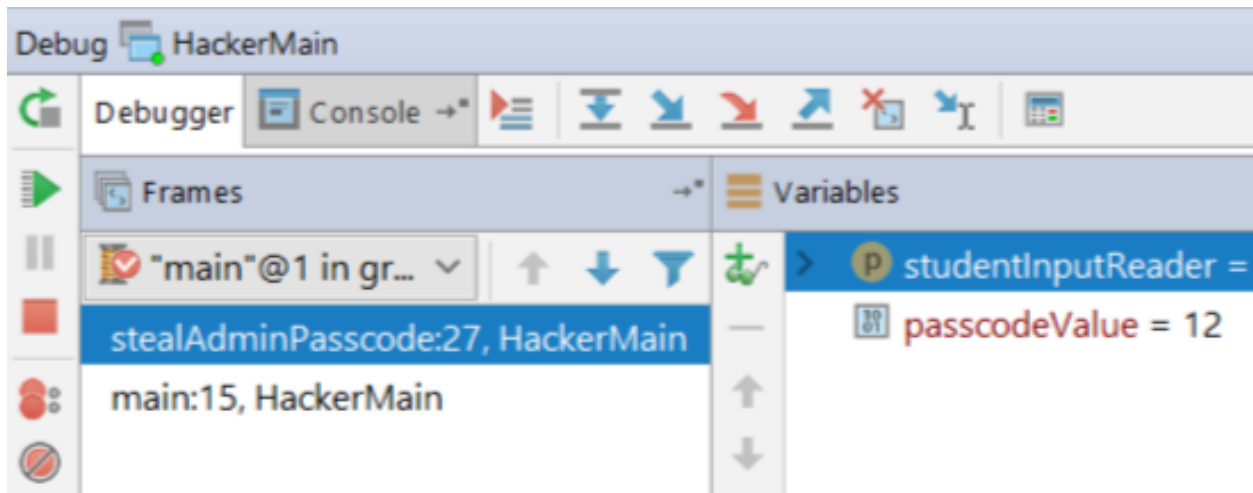 Debug HackerMain
Debugger Console
Frames
Variables
"main"@1 in gr...
stealAdminPasscode:27, HackerMain
main:15, HackerMain
studentInputReader =
passcodeValue = 12